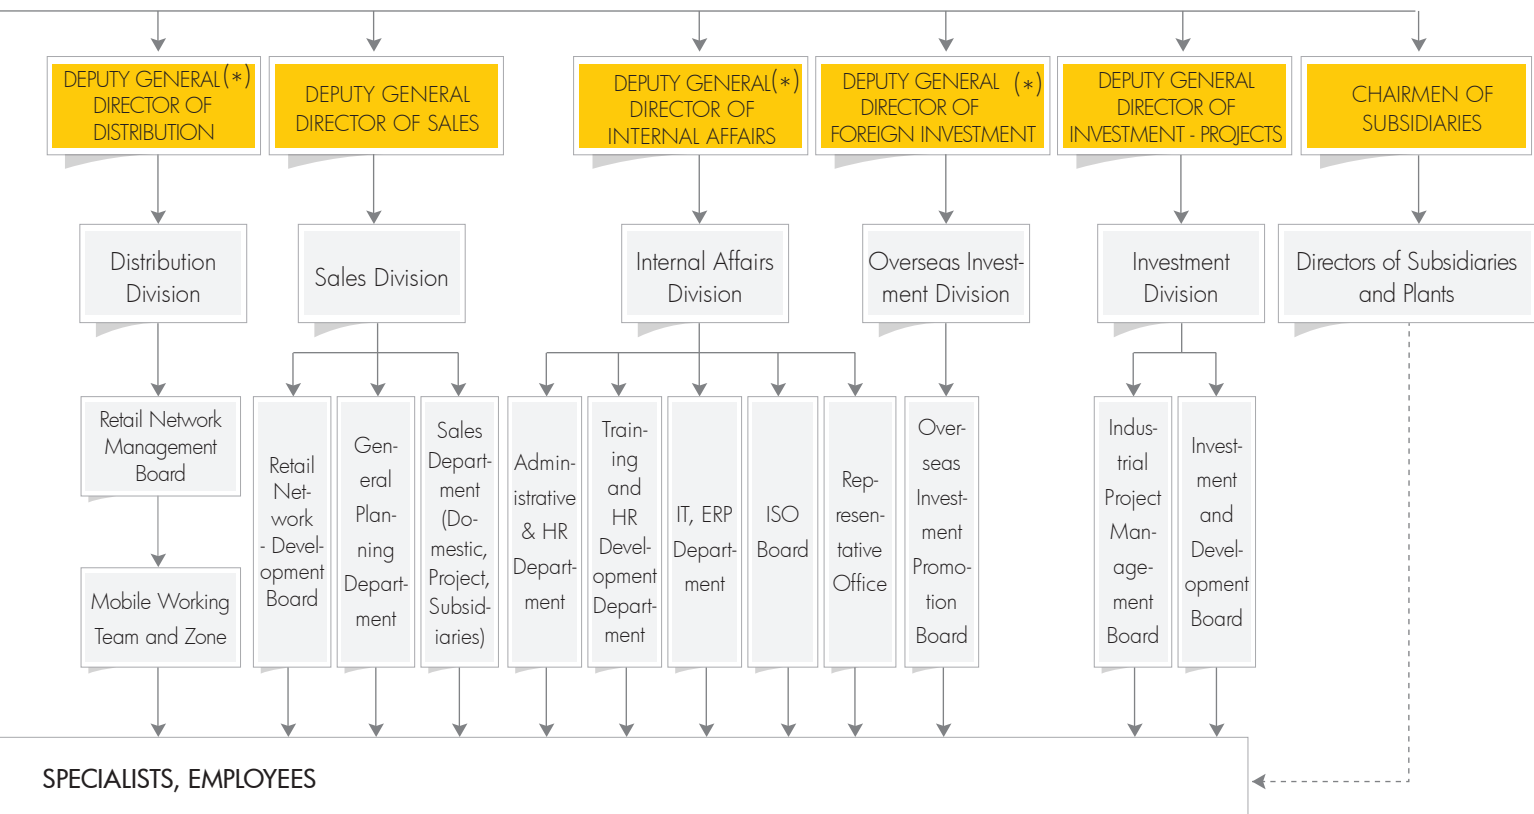 DEPUTY GENERAL (*)
DIRECTOR OF
DISTRIBUTION
DEPUTY GENERAL
DIRECTOR OF SALES
DEPUTY GENERAL (*)
DIRECTOR OF
INTERNAL AFFAIRS
DEPUTY GENERAL (*)
DIRECTOR OF
FOREIGN INVESTMENT
DEPUTY GENERAL
DIRECTOR OF
INVESTMENT - PROJECTS
CHAIRMEN OF
SUBSIDIARIES
Distribution
Division
Sales Division
Internal Affairs
Division
Overseas Invest-
ment Division
Investment
Division
Directors of Subsidiaries
and Plants
Retail Network
Management
Board
Mobile Working
Team and Zone
Retail
Net-
work
- Devel-
opment
Board
Gen-
eral
Plan-
ning
Depart-
ment
Sales
Depart-
ment
(Do-
mestic,
Project,
Subsid-
iaries)
Admin-
istrative
& HR
Depart-
ment
Train-
ing
and
HR
Devel-
opment
Depart-
ment
IT, ERP
Depart-
ment
ISO
Board
Rep-
resen-
tative
Office
Over-
seas
Invest-
ment
Promo-
tion
Board
Indus-
trial
Project
Man-
age-
ment
Board
Invest-
ment
and
Devel-
opment
Board
SPECIALISTS, EMPLOYEES